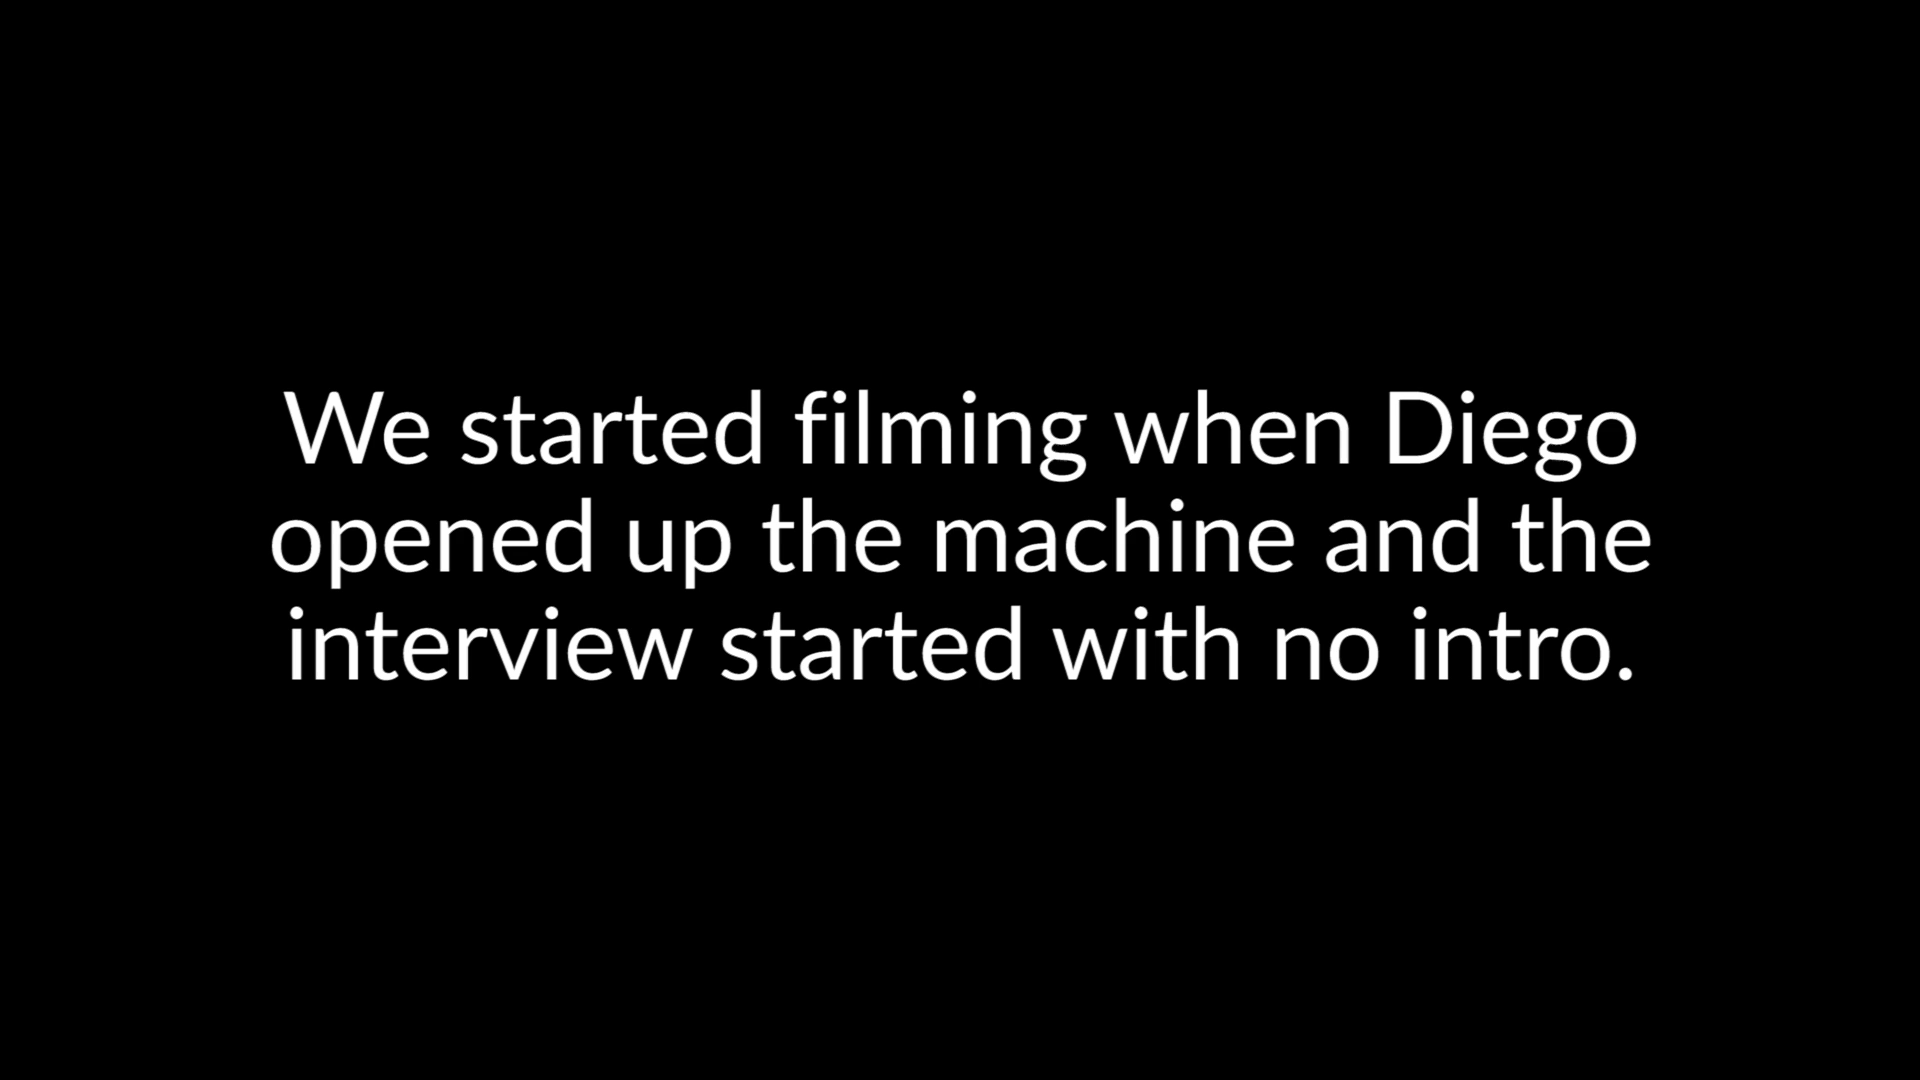 We started filming when Diego
opened up the machine and the
interview started with no intro.